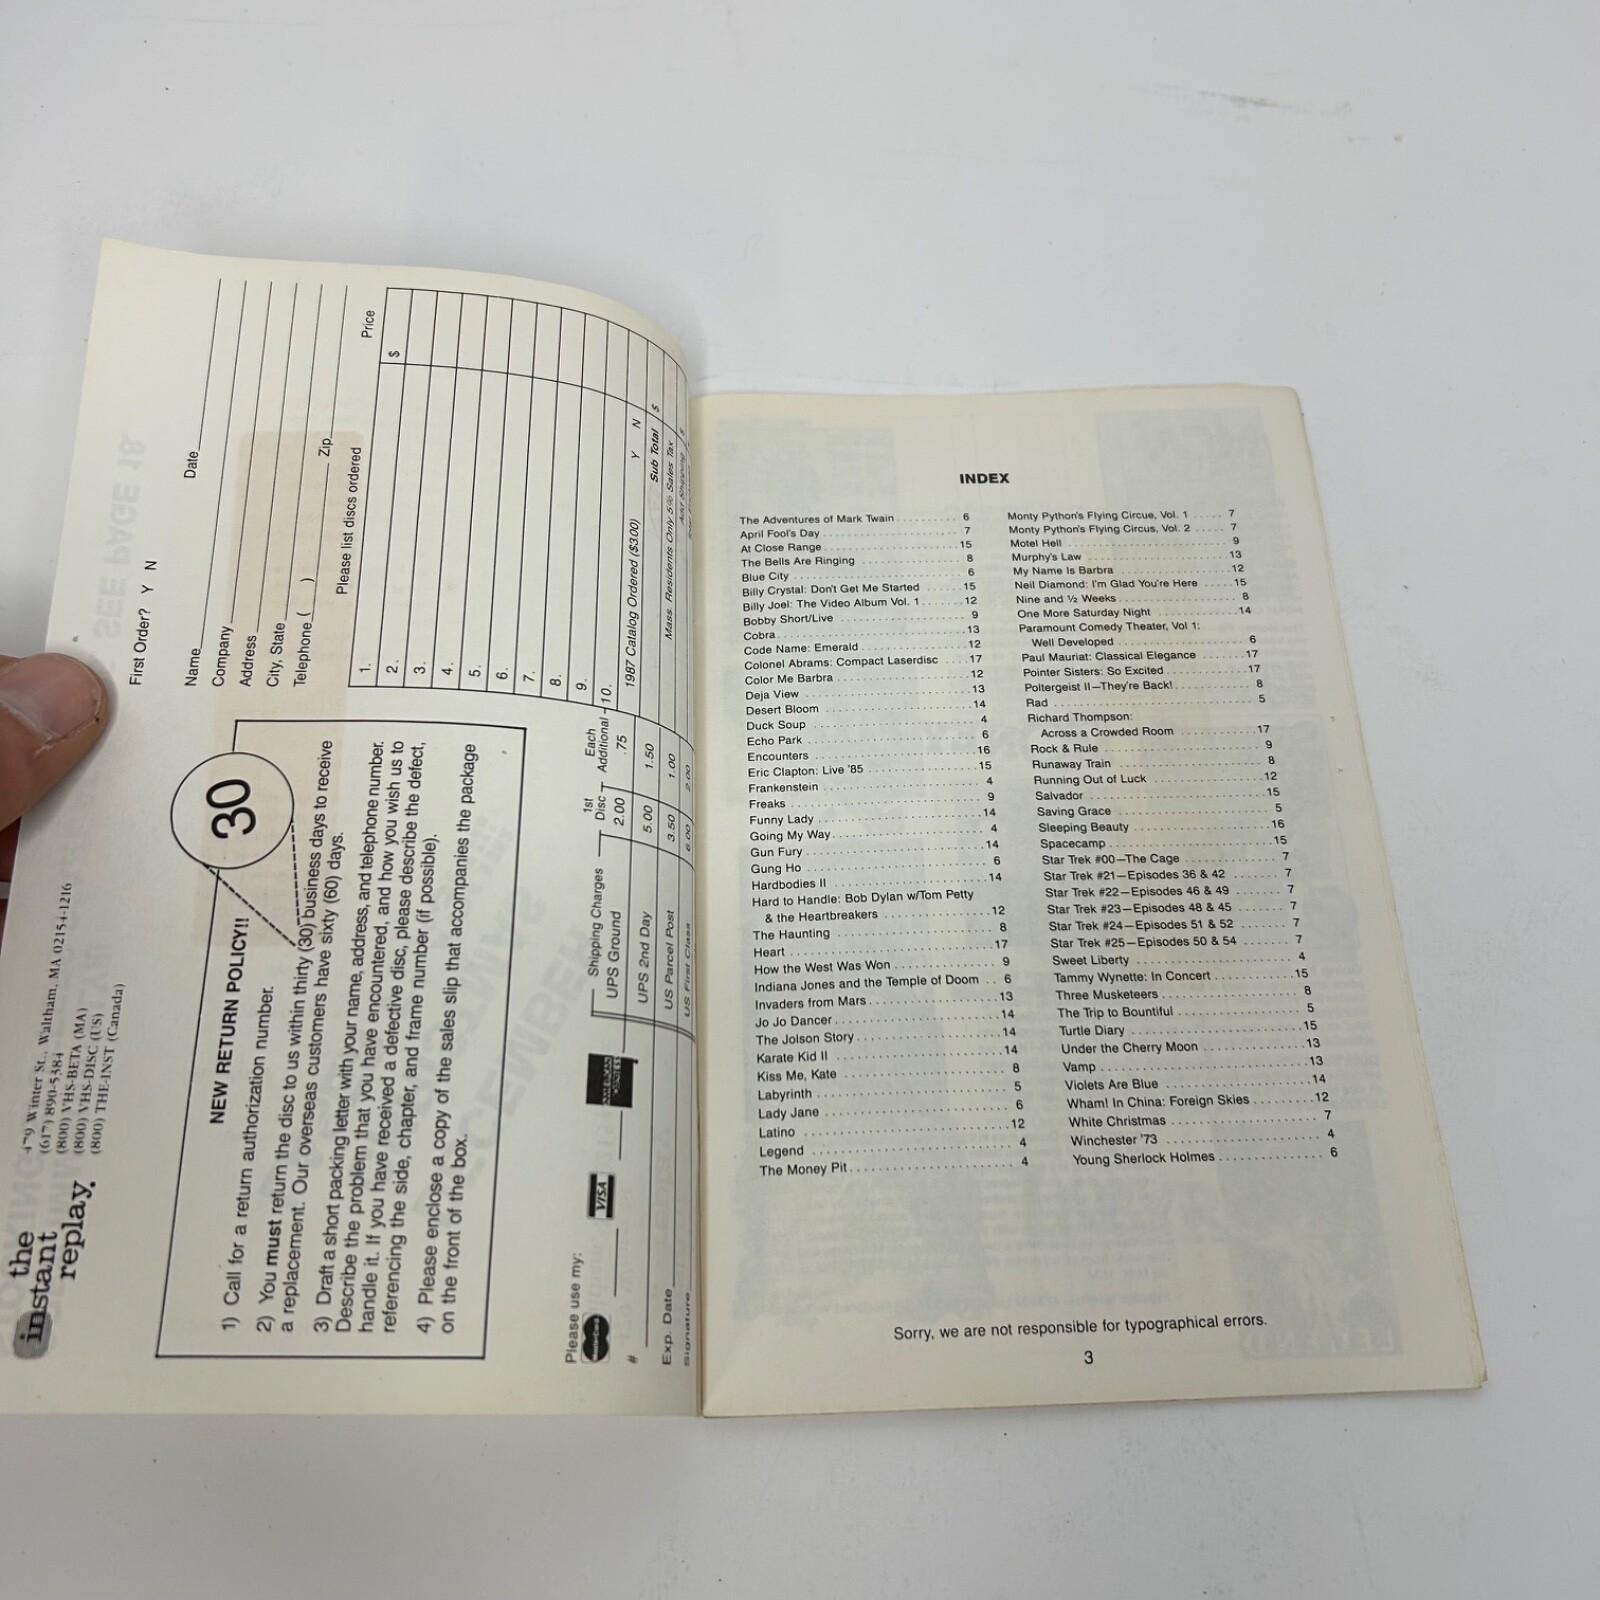 the
instant
replay.
479 Winter St., Waltham, MA 02154-1216
(617) 890-5384
(800) VHS-BETA (MA)
(800) VHS-DISC (US)
(800) THE-INST (Canada)
NEW RETURN POLICY!!
30
1) Call for a return authorization number.
2) You must return the disc to us within thirty (30) business days to receive
a replacement. Our overseas customers have sixty (60) days.
3) Draft a short packing letter with your name, address, and telephone number.
Describe the problem that you have encountered, and how you wish us to
handle it. If you have received a defective disc, please describe the defect,
referencing the side, chapter, and frame number (if possible).
4) Please enclose a copy of the sales slip that accompanies the package
on the front of the box.
Please use my:
VISA
AMERICAN EXPRESS
#
Exp. Date
Signature
Shipping Charges 1st Disc Each Additional
UPS Ground 2.00 .75
UPS 2nd Day 5.00 1.50
US Parcel Post 3.50 1.00
US First Class 6.00 2.00
First Order? Y N
Name Date
Company
Address
City, State Zip
Telephone ( )
Please list discs ordered Price
1. $
2.
3.
4.
5.
6.
7.
8.
9.
10.
1987 Catalog Ordered ($3.00) Y N
Sub Total $
Mass. Residents Only 5% Sales Tax
Add Shipping $
SEE PAGE 18.
INDEX
The Adventures of Mark Twain .......... 6
April Fool's Day .......... 7
At Close Range .......... 15
The Bells Are Ringing .......... 8
Blue City .......... 6
Billy Crystal: Don't Get Me Started ...... 15
Billy Joel: The Video Album Vol. 1 ....... 12
Bobby Short/Live .......... 9
Cobra .......... 13
Code Name: Emerald .......... 12
Colonel Abrams: Compact Laserdisc .... 17
Color Me Barbra .......... 12
Deja View .......... 13
Desert Bloom .......... 14
Duck Soup .......... 4
Echo Park .......... 6
Encounters .......... 16
Eric Clapton: Live '85 .......... 15
Frankenstein .......... 4
Freaks .......... 9
Funny Lady .......... 14
Going My Way .......... 4
Gun Fury .......... 14
Gung Ho .......... 6
Hardbodies II .......... 14
Hard to Handle: Bob Dylan w/Tom Petty
& the Heartbreakers .......... 12
The Haunting .......... 8
Heart .......... 17
How the West Was Won .......... 9
Indiana Jones and the Temple of Doom .. 6
Invaders from Mars .......... 13
Jo Jo Dancer .......... 14
The Jolson Story .......... 14
Karate Kid II .......... 14
Kiss Me, Kate .......... 8
Labyrinth .......... 5
Lady Jane .......... 6
Latino .......... 12
Legend .......... 4
The Money Pit .......... 4
Monty Python's Flying Circue, Vol. 1 ..... 7
Monty Python's Flying Circus, Vol. 2 ..... 7
Motel Hell .......... 9
Murphy's Law .......... 13
My Name Is Barbra .......... 12
Neil Diamond: I'm Glad You're Here ..... 15
Nine and ½ Weeks .......... 8
One More Saturday Night .......... 14
Paramount Comedy Theater, Vol 1:
Well Developed .......... 6
Paul Mauriat: Classical Elegance ....... 17
Pointer Sisters: So Excited .......... 17
Poltergeist II—They're Back! .......... 8
Rad .......... 5
Richard Thompson:
Across a Crowded Room .......... 17
Rock & Rule .......... 9
Runaway Train .......... 8
Running Out of Luck .......... 12
Salvador .......... 15
Saving Grace .......... 5
Sleeping Beauty .......... 16
Spacecamp .......... 15
Star Trek #00—The Cage .......... 7
Star Trek #21—Episodes 36 & 42 ....... 7
Star Trek #22—Episodes 46 & 49 ....... 7
Star Trek #23—Episodes 48 & 45 ....... 7
Star Trek #24—Episodes 51 & 52 ....... 7
Star Trek #25—Episodes 50 & 54 ....... 7
Sweet Liberty .......... 4
Tammy Wynette: In Concert .......... 15
Three Musketeers .......... 8
The Trip to Bountiful .......... 5
Turtle Diary .......... 15
Under the Cherry Moon .......... 13
Vamp .......... 13
Violets Are Blue .......... 14
Wham! In China: Foreign Skies ......... 12
White Christmas .......... 7
Winchester '73 .......... 4
Young Sherlock Holmes .......... 6
Sorry, we are not responsible for typographical errors.
3